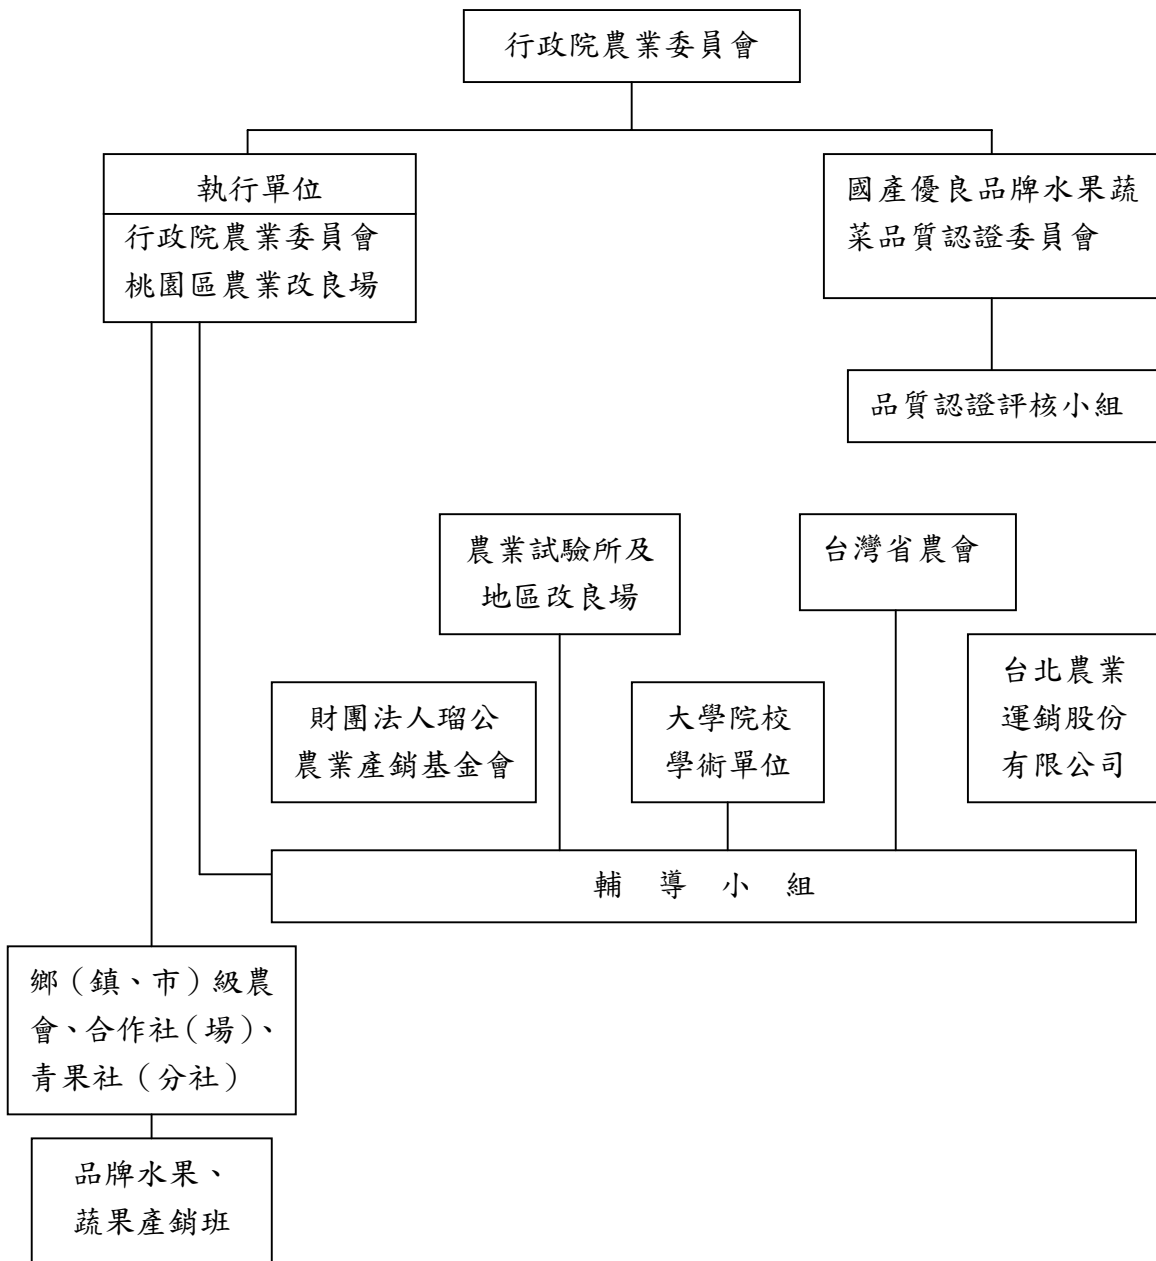 行政院農業委員會
執行單位
行政院農業委員會
桃園區農業改良場
國產優良品牌水果蔬
菜品質認證委員會
品質認證評核小組
農業試驗所及
地區改良場
台灣省農會
財團法人瑠公
農業產銷基金會
大學院校
學術單位
台北農業
運銷股份
有限公司
輔 導 小 組
鄉（鎮、市）級農
會、合作社（場）、
青果社（分社）
品牌水果、
蔬果產銷班